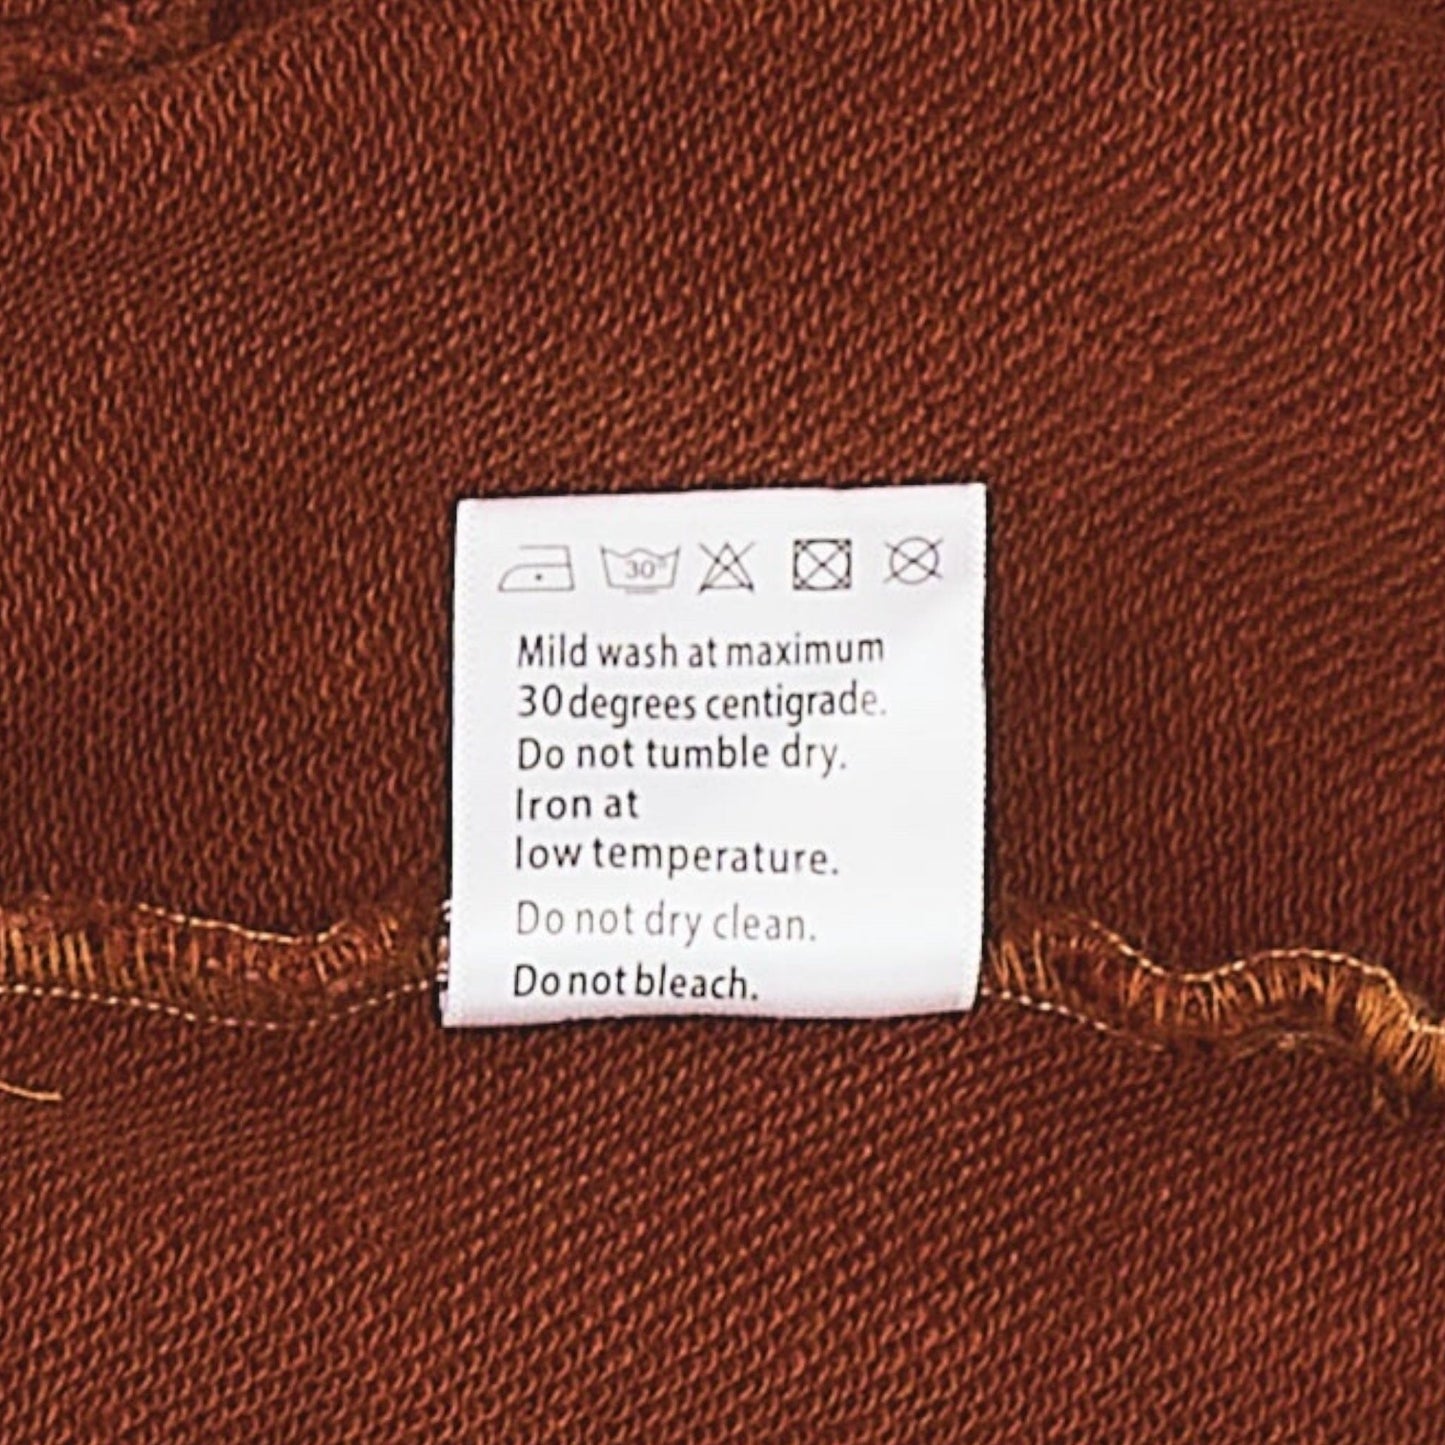 30°
Mild wash at maximum
30 degrees centigrade.
Do not tumble dry.
Iron at
low temperature.
Do not dry clean.
Do not bleach.